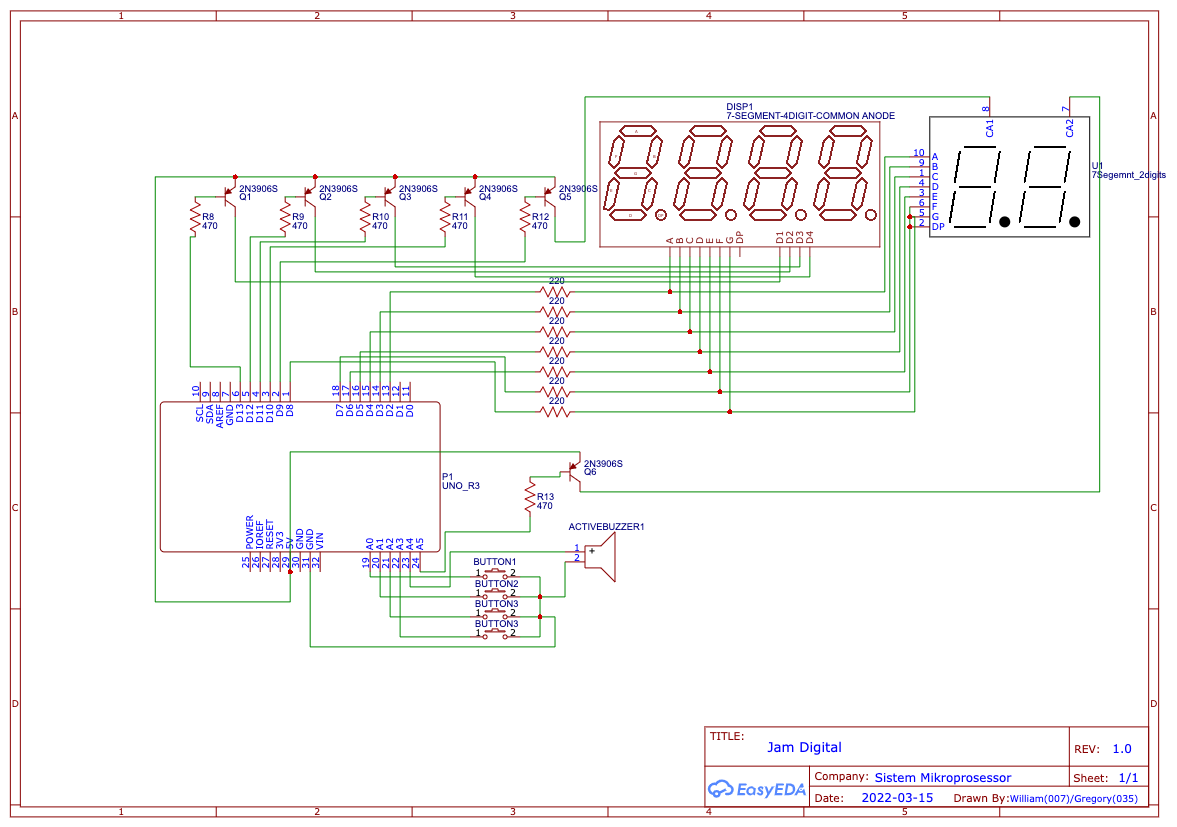 1 2 3 4 5
A A
B B
C C
D D
DISP1
7-SEGMENT-4DIGIT-COMMON ANODE
8 7
CA1 CA2
U1
7Segemnt_2digits
10 A
9 B
1 C
4 D
3 E
6 F
5 G
2 DP
2N3906S
Q1
2N3906S
Q2
2N3906S
Q3
2N3906S
Q4
2N3906S
Q5
R8
470
R9
470
R10
470
R11
470
R12
470
A B C D E F G DP D1 D2 D3 D4
220
220
220
220
220
220
220
10 9 8 7 6 5 4 3 2 1 18 17 16 15 14 13 12 11
SCL SDA AREF GND D13 D12 D11 D10 D9 D8 D7 D6 D5 D4 D3 D2 D1 D0
P1
UNO_R3
2N3906S
Q6
R13
470
ACTIVEBUZZER1
1 +
2
POWER IOREF RESET 3V3 5V GND GND VIN A0 A1 A2 A3 A4 A5
25 26 27 28 29 30 31 32 19 20 21 22 23 24
BUTTON1
1 2
BUTTON2
1 2
BUTTON3
1 2
BUTTON3
1 2
TITLE:
Jam Digital
REV: 1.0
EasyEDA
Company: Sistem Mikroprosessor
Sheet: 1/1
Date: 2022-03-15 Drawn By:William(007)/Gregory(035)
1 2 3 4 5